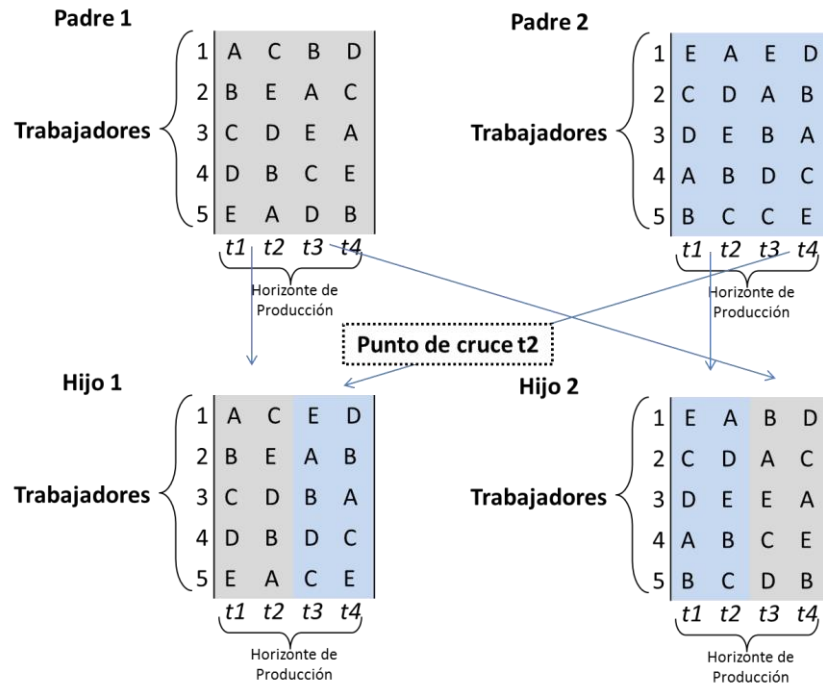 Padre 1
Padre 2
1 A C B D
2 B E A C
Trabajadores 3 C D E A
4 D B C E
5 E A D B
t1 t2 t3 t4
Horizonte de
Producción
1 E A E D
2 C D A B
Trabajadores 3 D E B A
4 A B D C
5 B C C E
t1 t2 t3 t4
Horizonte de
Producción
Punto de cruce t2
Hijo 1
Hijo 2
1 A C E D
2 B E A B
Trabajadores 3 C D B A
4 D B D C
5 E A C E
t1 t2 t3 t4
Horizonte de
Producción
1 E A B D
2 C D A C
Trabajadores 3 D E E A
4 A B C E
5 B C D B
t1 t2 t3 t4
Horizonte de
Producción